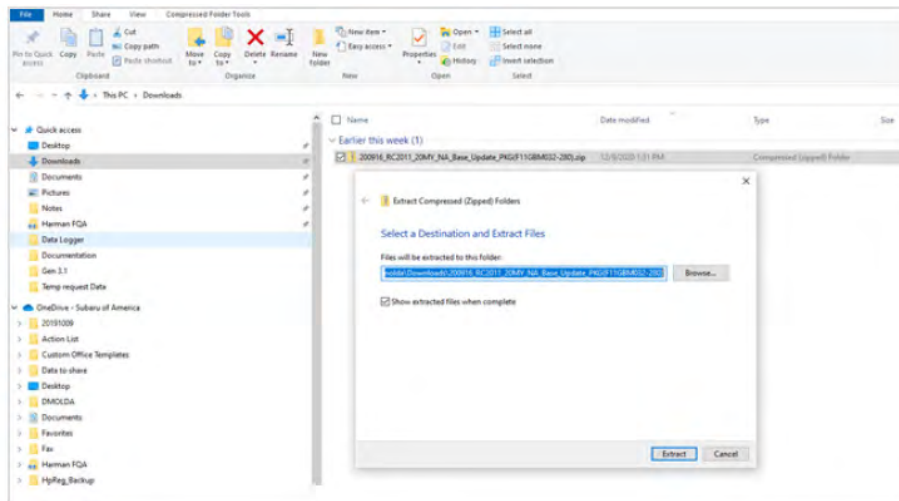 File Home Share View Compressed Folder Tools
Pin to Quick access
Copy
Paste
Cut
Copy path
Paste shortcut
Move to
Copy to
Delete
Rename
New folder
New item
Easy access
Properties
Open
Edit
History
Select all
Select none
Invert selection
Clipboard Organize New Open Select
This PC > Downloads
Name Date modified Type Size
Quick access
Earlier this week (1)
Desktop
Downloads
200916_RC2011_20MY_NA_Base_Update_PKG(F11GBM032-280).zip 12/9/2020 1:31 PM Compressed (zipped) Folder
Documents
Pictures
Notes
Harman FQA
Data Logger
Documentation
Gen 3.1
Temp request Data
OneDrive - Subaru of America
20191009
Action List
Custom Office Templates
Data to share
Desktop
DMOLDA
Documents
Favorites
Fax
Harman FQA
HpReg_Backup
Extract Compressed (Zipped) Folders
Select a Destination and Extract Files
Files will be extracted to this folder:
molda\Downloads\200916_RC2011_20MY_NA_Base_Update_PKG(F11GBM032-280)
Browse...
Show extracted files when complete
Extract Cancel